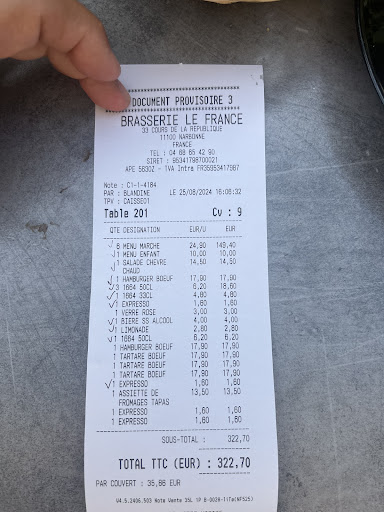 DOCUMENT PROVISOIRE 3
BRASSERIE LE FRANCE
33 COURS DE LA REPUBLIQUE
11100 NARBONNE
FRANCE
TEL : 04 68 65 42 90
SIRET : 95341798700021
APE 5630Z - TVA Intra FR35953417987
Note : C1-1-4184
PAR : BLANDINE LE 25/08/2024 16:06:32
TPV : CAISSE01
Table 201 Cv : 9
QTE DESIGNATION EUR/U EUR
6 MENU MARCHE 24,90 149,40
1 MENU ENFANT 10,00 10,00
1 SALADE CHEVRE 14,50 14,50
CHAUD
1 HAMBURGER BOEUF 17,90 17,90
3 1664 50CL 6,20 18,60
1 1664 33CL 4,80 4,80
1 EXPRESSO 1,60 1,60
1 VERRE ROSE 3,00 3,00
1 BIERE SS ALCOOL 4,00 4,00
1 LIMONADE 2,80 2,80
1 1664 50CL 6,20 6,20
1 HAMBURGER BOEUF 17,90 17,90
1 TARTARE BOEUF 17,90 17,90
1 TARTARE BOEUF 17,90 17,90
1 TARTARE BOEUF 17,90 17,90
1 EXPRESSO 1,60 1,60
1 ASSIETTE DE 13,50 13,50
FROMAGES TAPAS
1 EXPRESSO 1,60 1,60
1 EXPRESSO 1,60 1,60
SOUS-TOTAL : 322,70
TOTAL TTC (EUR) : 322,70
PAR COUVERT : 35,86 EUR